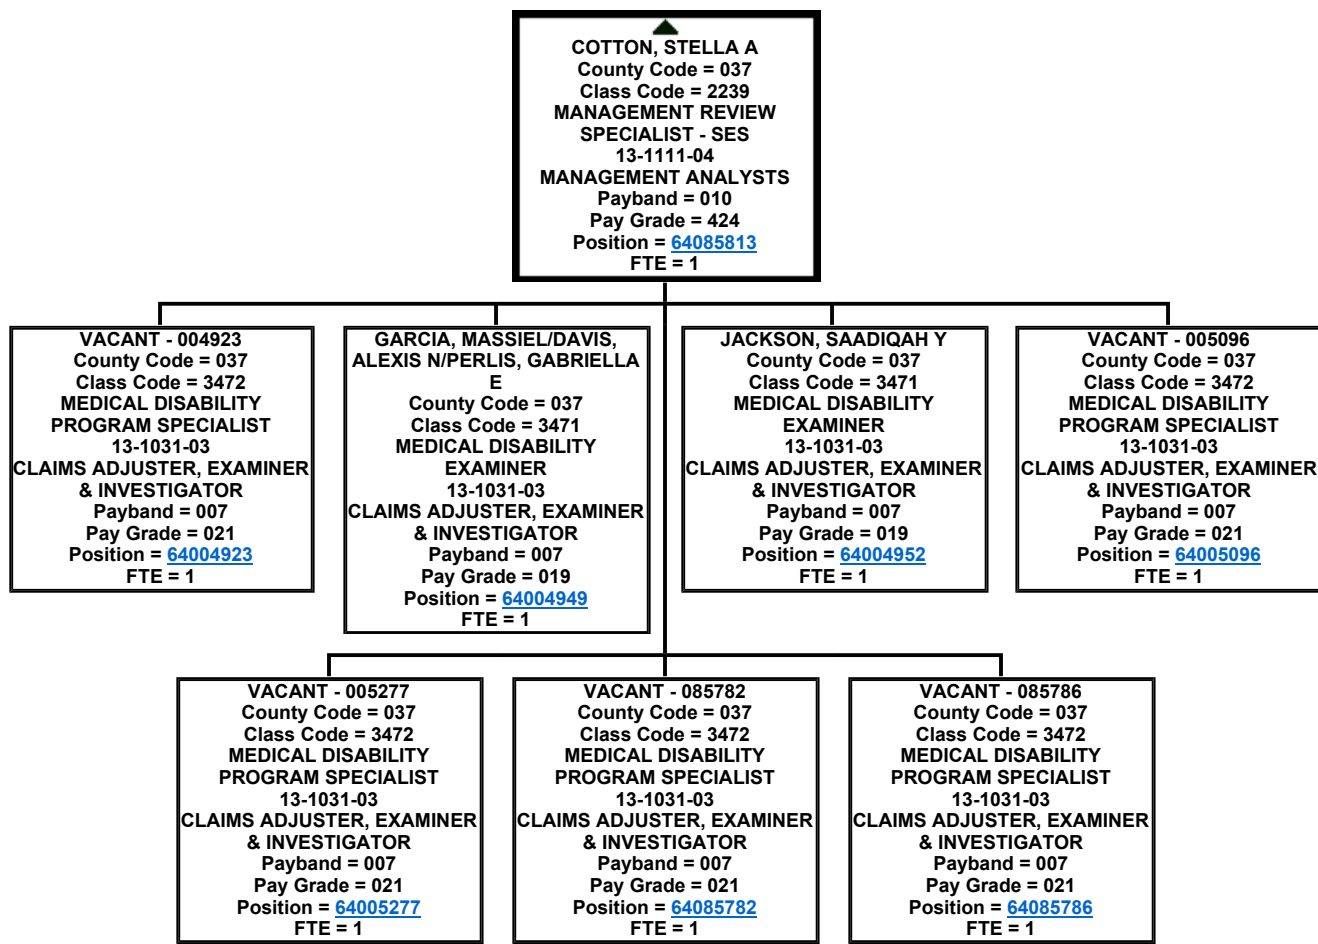 COTTON, STELLA A
County Code = 037
Class Code = 2239
MANAGEMENT REVIEW
SPECIALIST - SES
13-1111-04
MANAGEMENT ANALYSTS
Payband = 010
Pay Grade = 424
Position = 64085813
FTE = 1
VACANT - 004923
County Code = 037
Class Code = 3472
MEDICAL DISABILITY
PROGRAM SPECIALIST
13-1031-03
CLAIMS ADJUSTER, EXAMINER
& INVESTIGATOR
Payband = 007
Pay Grade = 021
Position = 64004923
FTE = 1
GARCIA, MASSIEL/DAVIS,
ALEXIS N/PERLIS, GABRIELLA
E
County Code = 037
Class Code = 3471
MEDICAL DISABILITY
EXAMINER
13-1031-03
CLAIMS ADJUSTER, EXAMINER
& INVESTIGATOR
Payband = 007
Pay Grade = 019
Position = 64004949
FTE = 1
JACKSON, SAADIQAH Y
County Code = 037
Class Code = 3471
MEDICAL DISABILITY
EXAMINER
13-1031-03
CLAIMS ADJUSTER, EXAMINER
& INVESTIGATOR
Payband = 007
Pay Grade = 019
Position = 64004952
FTE = 1
VACANT - 005096
County Code = 037
Class Code = 3472
MEDICAL DISABILITY
PROGRAM SPECIALIST
13-1031-03
CLAIMS ADJUSTER, EXAMINER
& INVESTIGATOR
Payband = 007
Pay Grade = 021
Position = 64005096
FTE = 1
VACANT - 005277
County Code = 037
Class Code = 3472
MEDICAL DISABILITY
PROGRAM SPECIALIST
13-1031-03
CLAIMS ADJUSTER, EXAMINER
& INVESTIGATOR
Payband = 007
Pay Grade = 021
Position = 64005277
FTE = 1
VACANT - 085782
County Code = 037
Class Code = 3472
MEDICAL DISABILITY
PROGRAM SPECIALIST
13-1031-03
CLAIMS ADJUSTER, EXAMINER
& INVESTIGATOR
Payband = 007
Pay Grade = 021
Position = 64085782
FTE = 1
VACANT - 085786
County Code = 037
Class Code = 3472
MEDICAL DISABILITY
PROGRAM SPECIALIST
13-1031-03
CLAIMS ADJUSTER, EXAMINER
& INVESTIGATOR
Payband = 007
Pay Grade = 021
Position = 64085786
FTE = 1